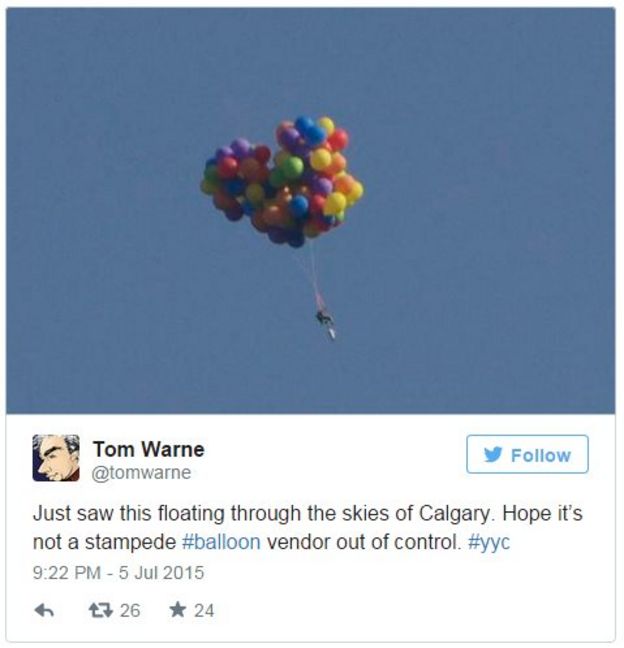 Tom Warne
@tomwarne
Follow
Just saw this floating through the skies of Calgary. Hope it's
not a stampede #balloon vendor out of control. #yyc
9:22 PM - 5 Jul 2015
26 24